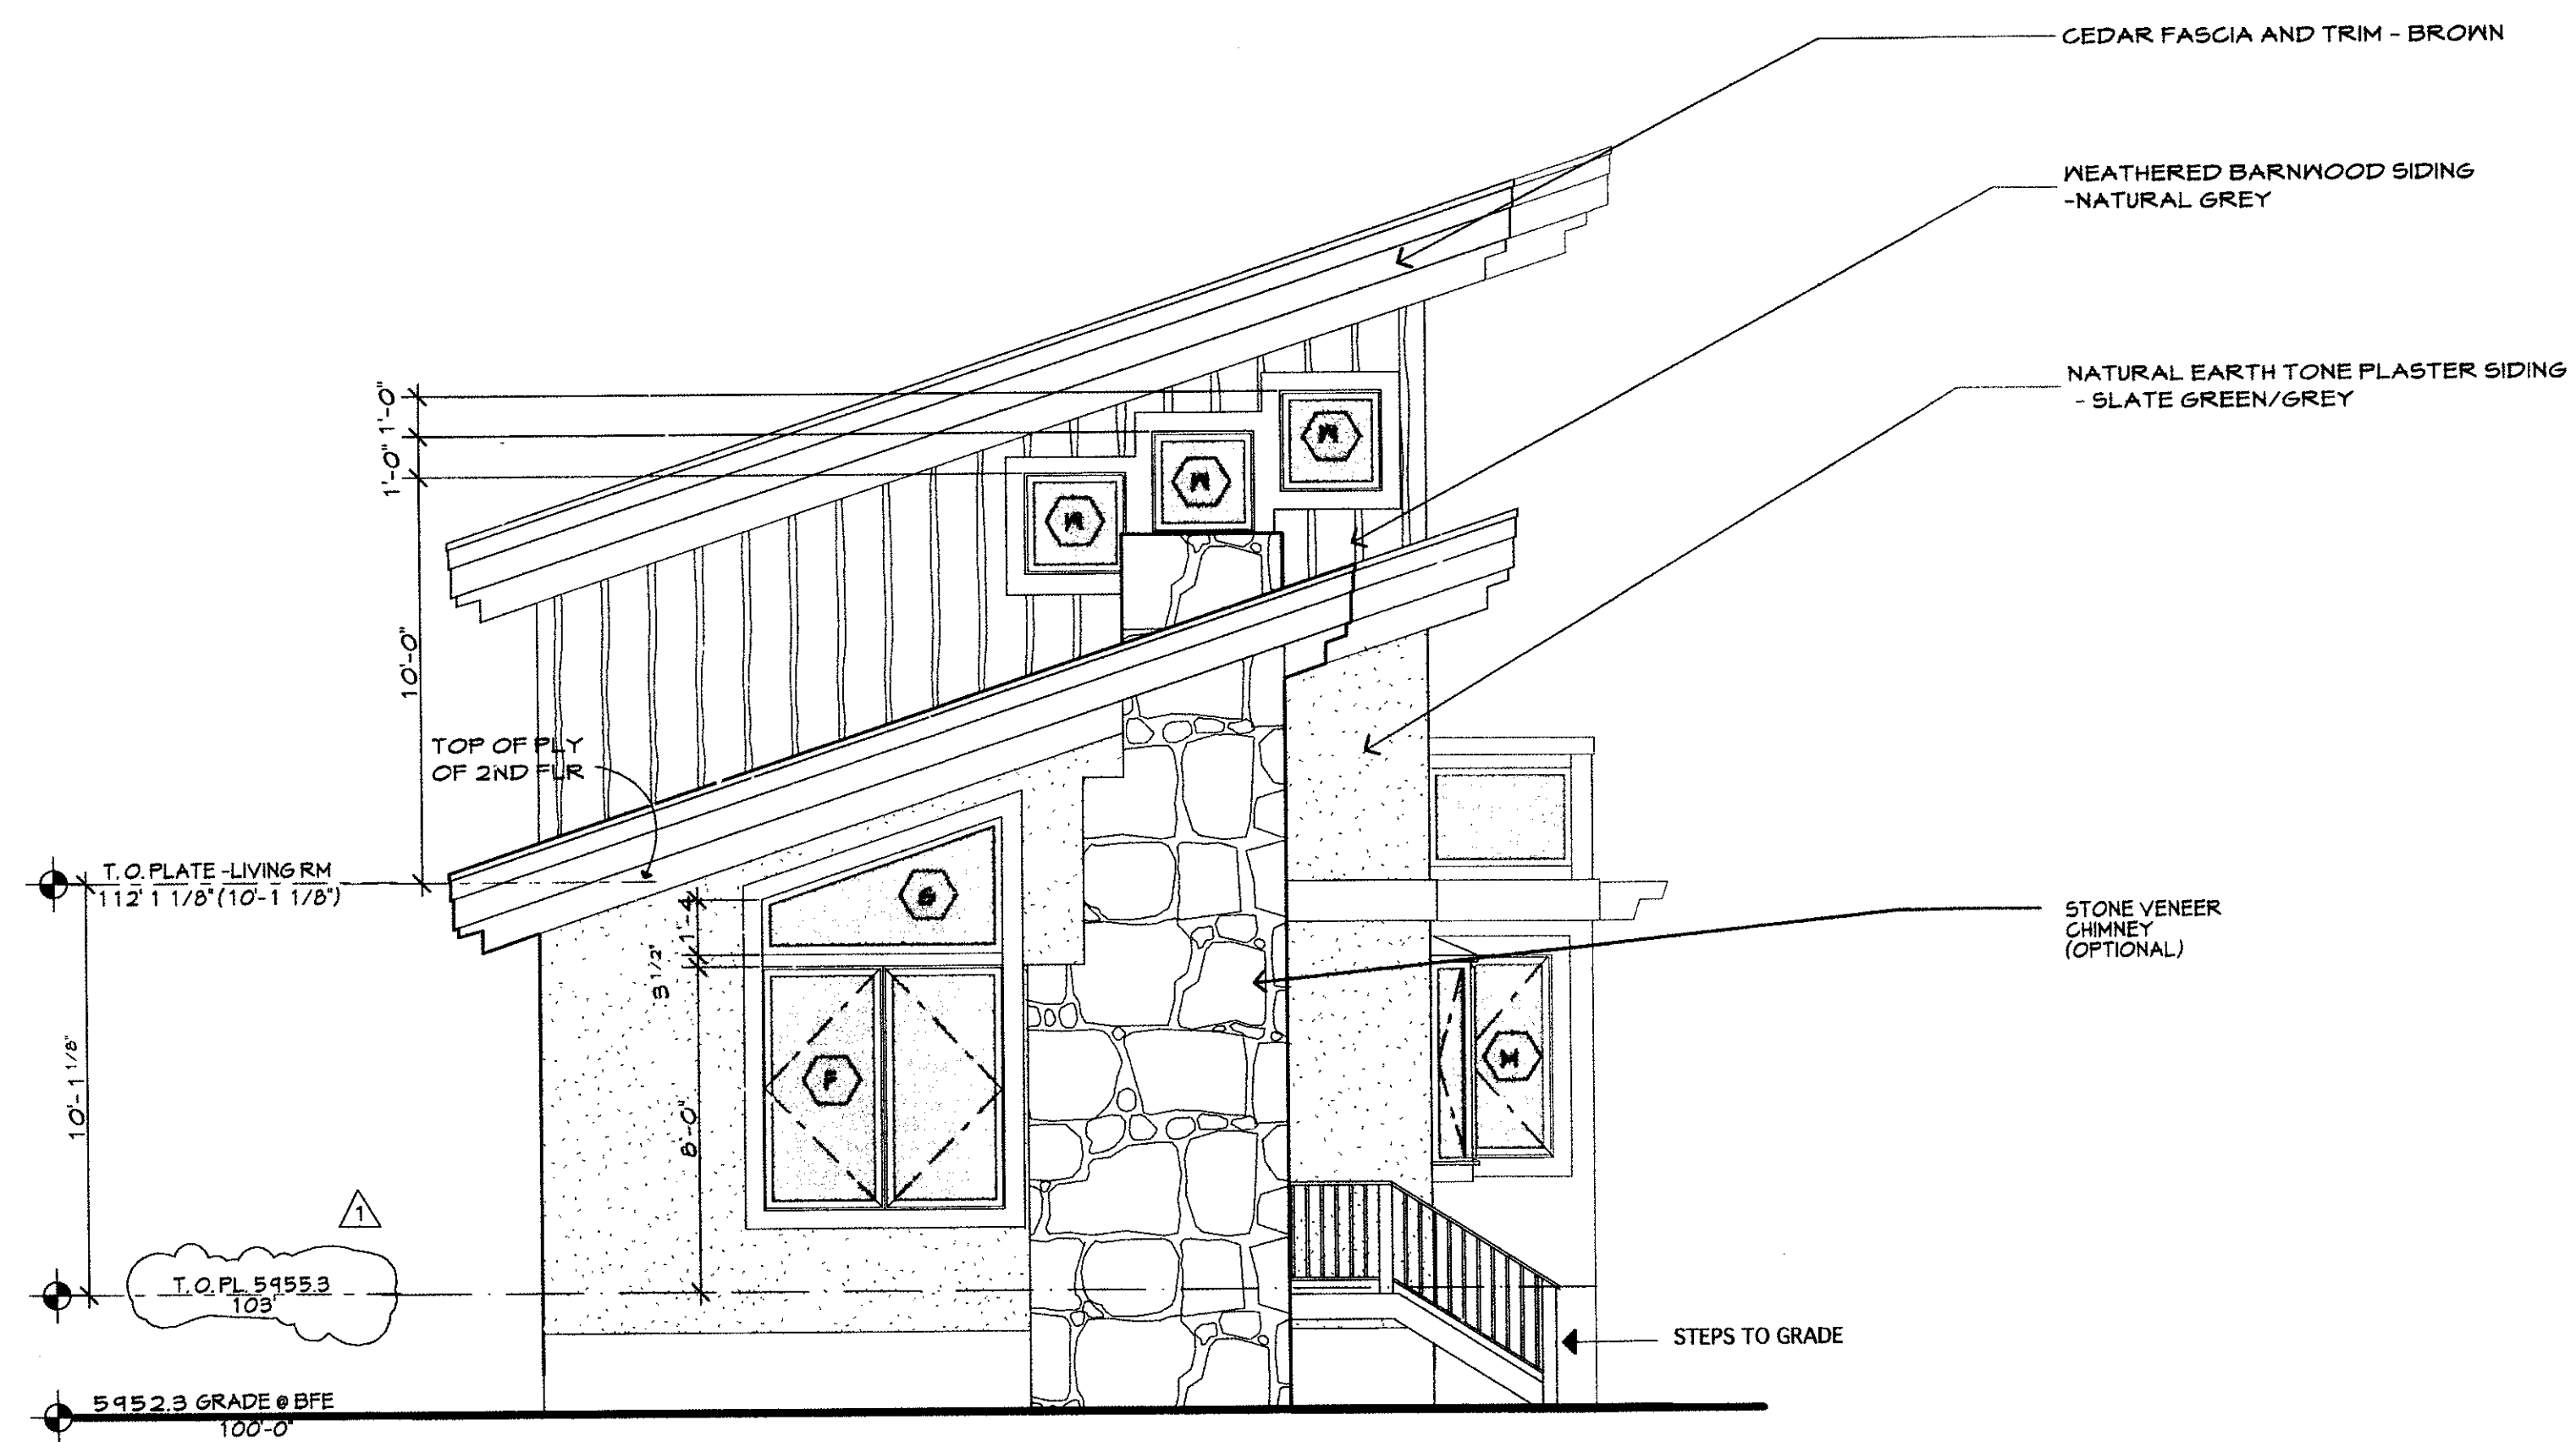 CEDAR FASCIA AND TRIM - BROWN
WEATHERED BARNWOOD SIDING
-NATURAL GREY
NATURAL EARTH TONE PLASTER SIDING
- SLATE GREEN/GREY
1'-0"
1'-0"
10'-0"
TOP OF PLY
OF 2ND FLR
T.O. PLATE -LIVING RM
112' 1 1/8" (10'-1 1/8")
G
1'-4
3 1/2"
STONE VENEER
CHIMNEY
(OPTIONAL)
F
8'-0"
10'-1 1/8"
1
T.O. PL. 5955.3
103'
STEPS TO GRADE
5952.3 GRADE @ BFE
100'-0"